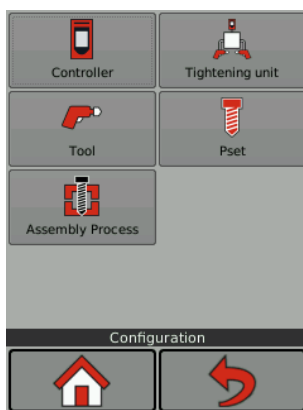 Controller
Tightening unit
Tool
Pset
Assembly Process
Configuration